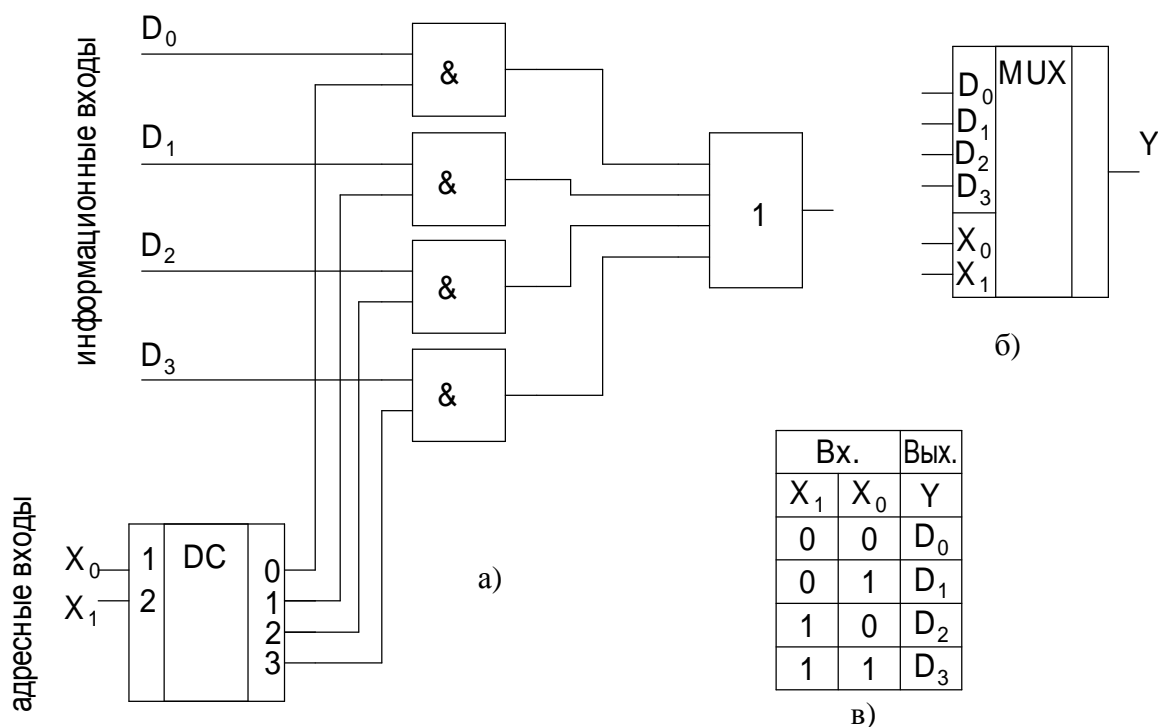 информационные входы
D0
&
D1
&
D2
&
D3
&
1
MUX
D0
D1
D2
D3
X0
X1
Y
б)
адресные входы
X0 1 DC 0
X1 2 1
2
3
а)
Вх. Вых.
X1 X0 Y
0 0 D0
0 1 D1
1 0 D2
1 1 D3
в)